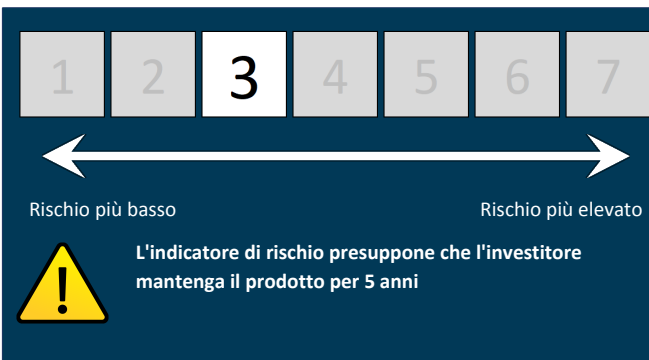 1 2 3 4 5 6 7
Rischio più basso Rischio più elevato
L'indicatore di rischio presuppone che l'investitore
mantenga il prodotto per 5 anni